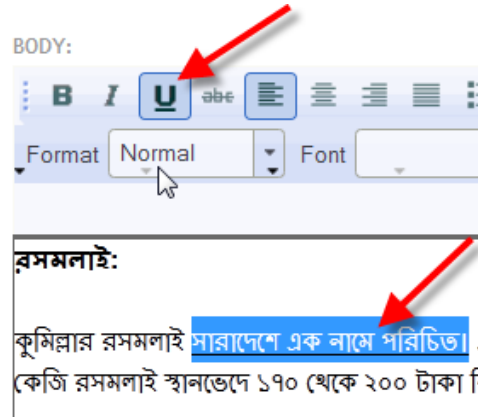 BODY:
B I U abc
Format Normal Font
রসমলাই:
কুমিল্লার রসমলাই সারাদেশে এক নামে পরিচিত।
কেজি রসমলাই স্থানভেদে ১৭০ থেকে ২০০ টাকা